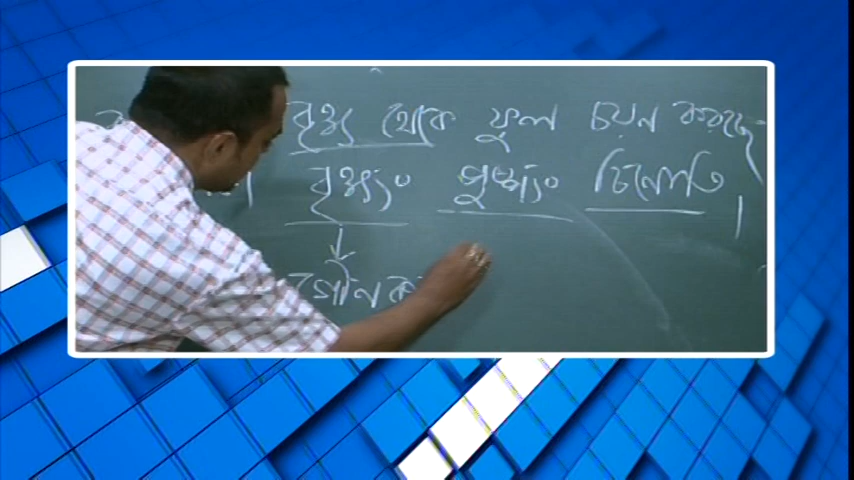 বৃক্ষ থেকে ফুল চয়ন করছে
বৃক্ষং পুষ্পং চিনোতি।
গৌন ক